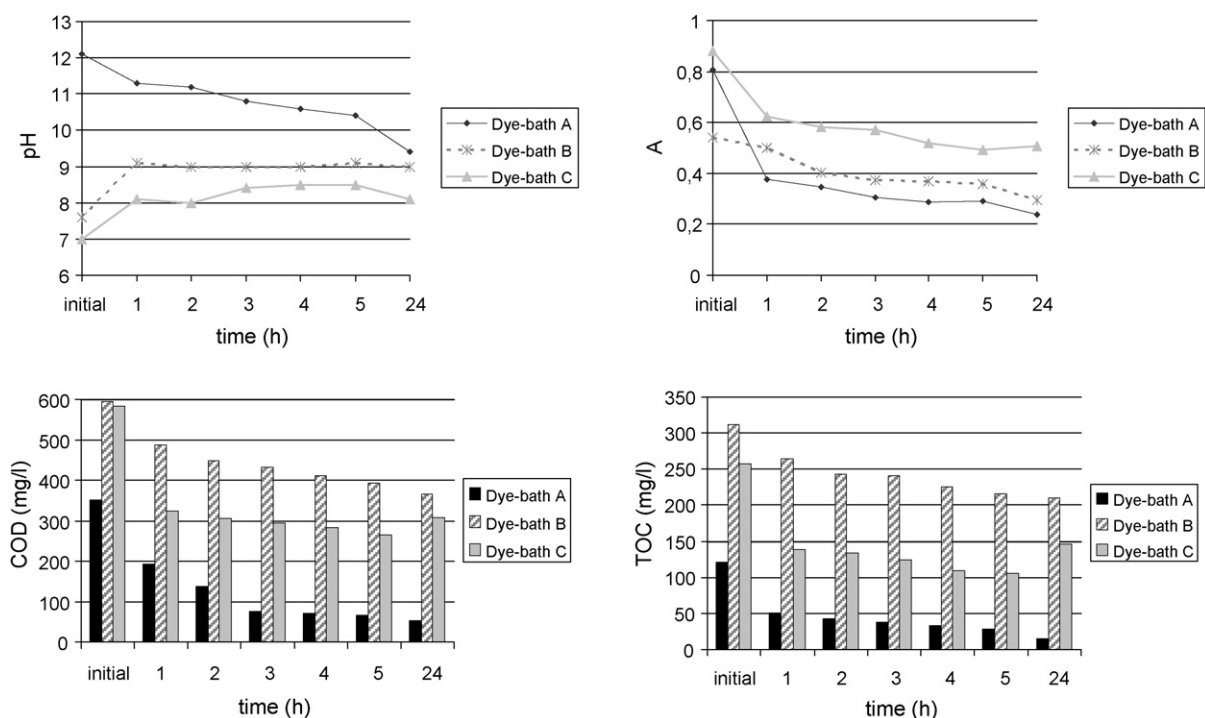 13
12
11
10
9
8
7
6
pH
initial 1 2 3 4 5 24
time (h)
Dye-bath A
Dye-bath B
Dye-bath C
1
0,8
0,6
0,4
0,2
0
A
initial 1 2 3 4 5 24
time (h)
Dye-bath A
Dye-bath B
Dye-bath C
600
500
400
300
200
100
0
COD (mg/l)
initial 1 2 3 4 5 24
time (h)
Dye-bath A
Dye-bath B
Dye-bath C
350
300
250
200
150
100
50
0
TOC (mg/l)
initial 1 2 3 4 5 24
time (h)
Dye-bath A
Dye-bath B
Dye-bath C